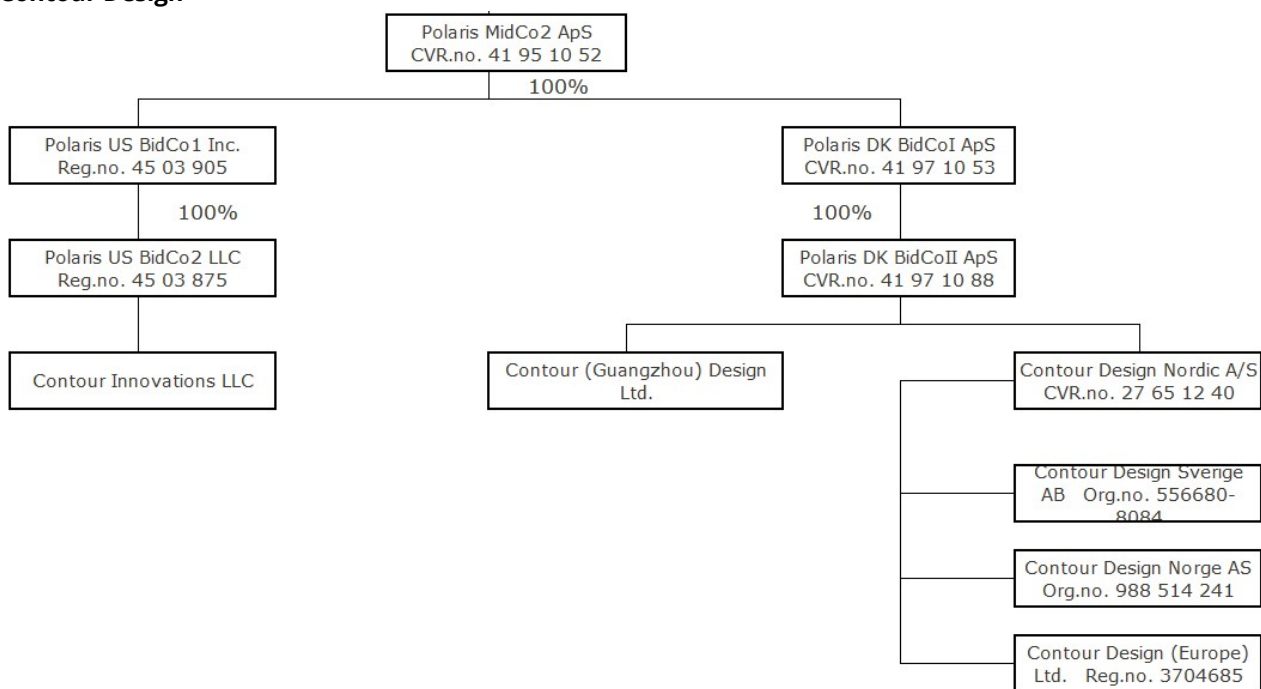 Contour Design
Polaris MidCo2 ApS
CVR.no. 41 95 10 52
100%
Polaris US BidCo1 Inc.
Reg.no. 45 03 905
Polaris DK BidCoI ApS
CVR.no. 41 97 10 53
100%
100%
Polaris US BidCo2 LLC
Reg.no. 45 03 875
Polaris DK BidCoII ApS
CVR.no. 41 97 10 88
Contour Innovations LLC
Contour (Guangzhou) Design
Ltd.
Contour Design Nordic A/S
CVR.no. 27 65 12 40
Contour Design Sverige
AB Org.no. 556680-
8084
Contour Design Norge AS
Org.no. 988 514 241
Contour Design (Europe)
Ltd. Reg.no. 3704685